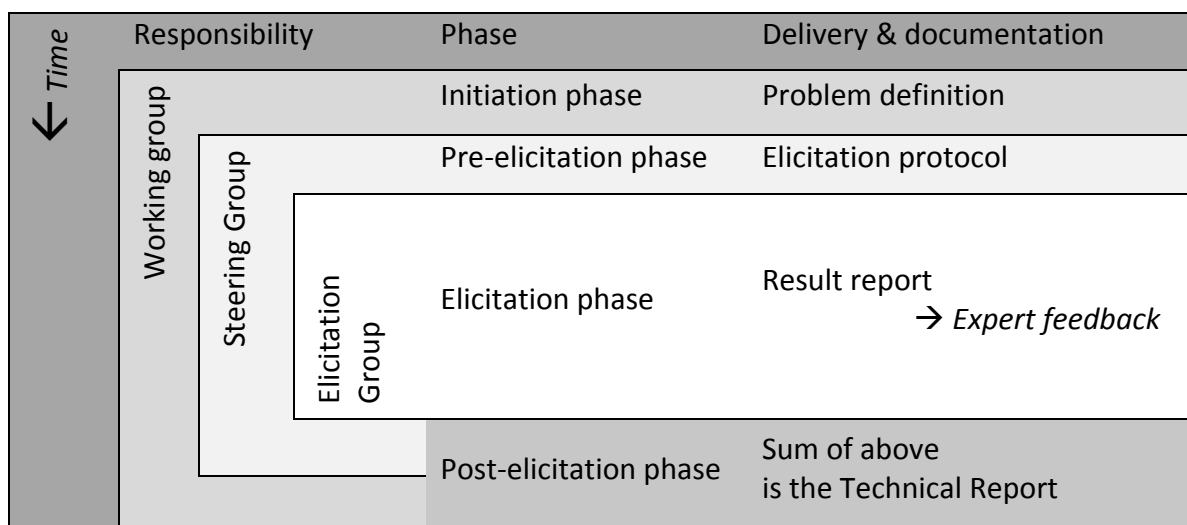 ← Time
Responsibility
Phase
Delivery & documentation
Working group
Initiation phase
Problem definition
Steering Group
Pre-elicitation phase
Elicitation protocol
Elicitation
Group
Elicitation phase
Result report
→ Expert feedback
Post-elicitation phase
Sum of above
is the Technical Report